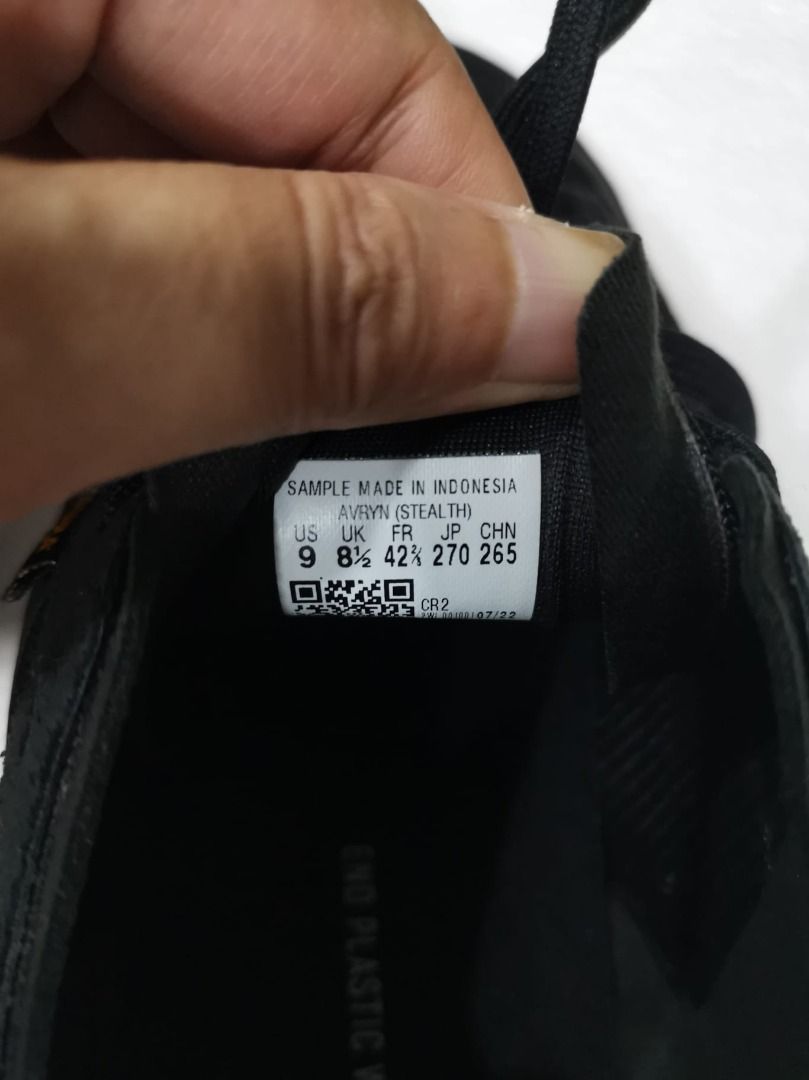 SAMPLE MADE IN INDONESIA
AVRYN (STEALTH)
US UK FR JP CHN
9 8½ 42⅔ 270 265
CR2
07/22
END PLASTIC